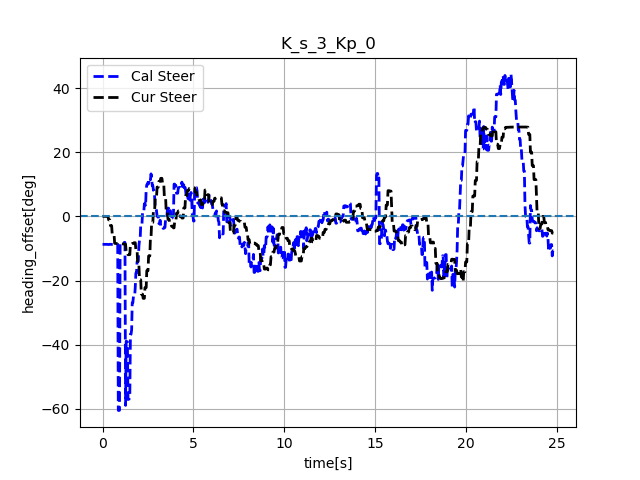 K_s_3_Kp_0
Cal Steer
Cur Steer
heading_offset[deg]
40
20
0
−20
−40
−60
0 5 10 15 20 25
time[s]